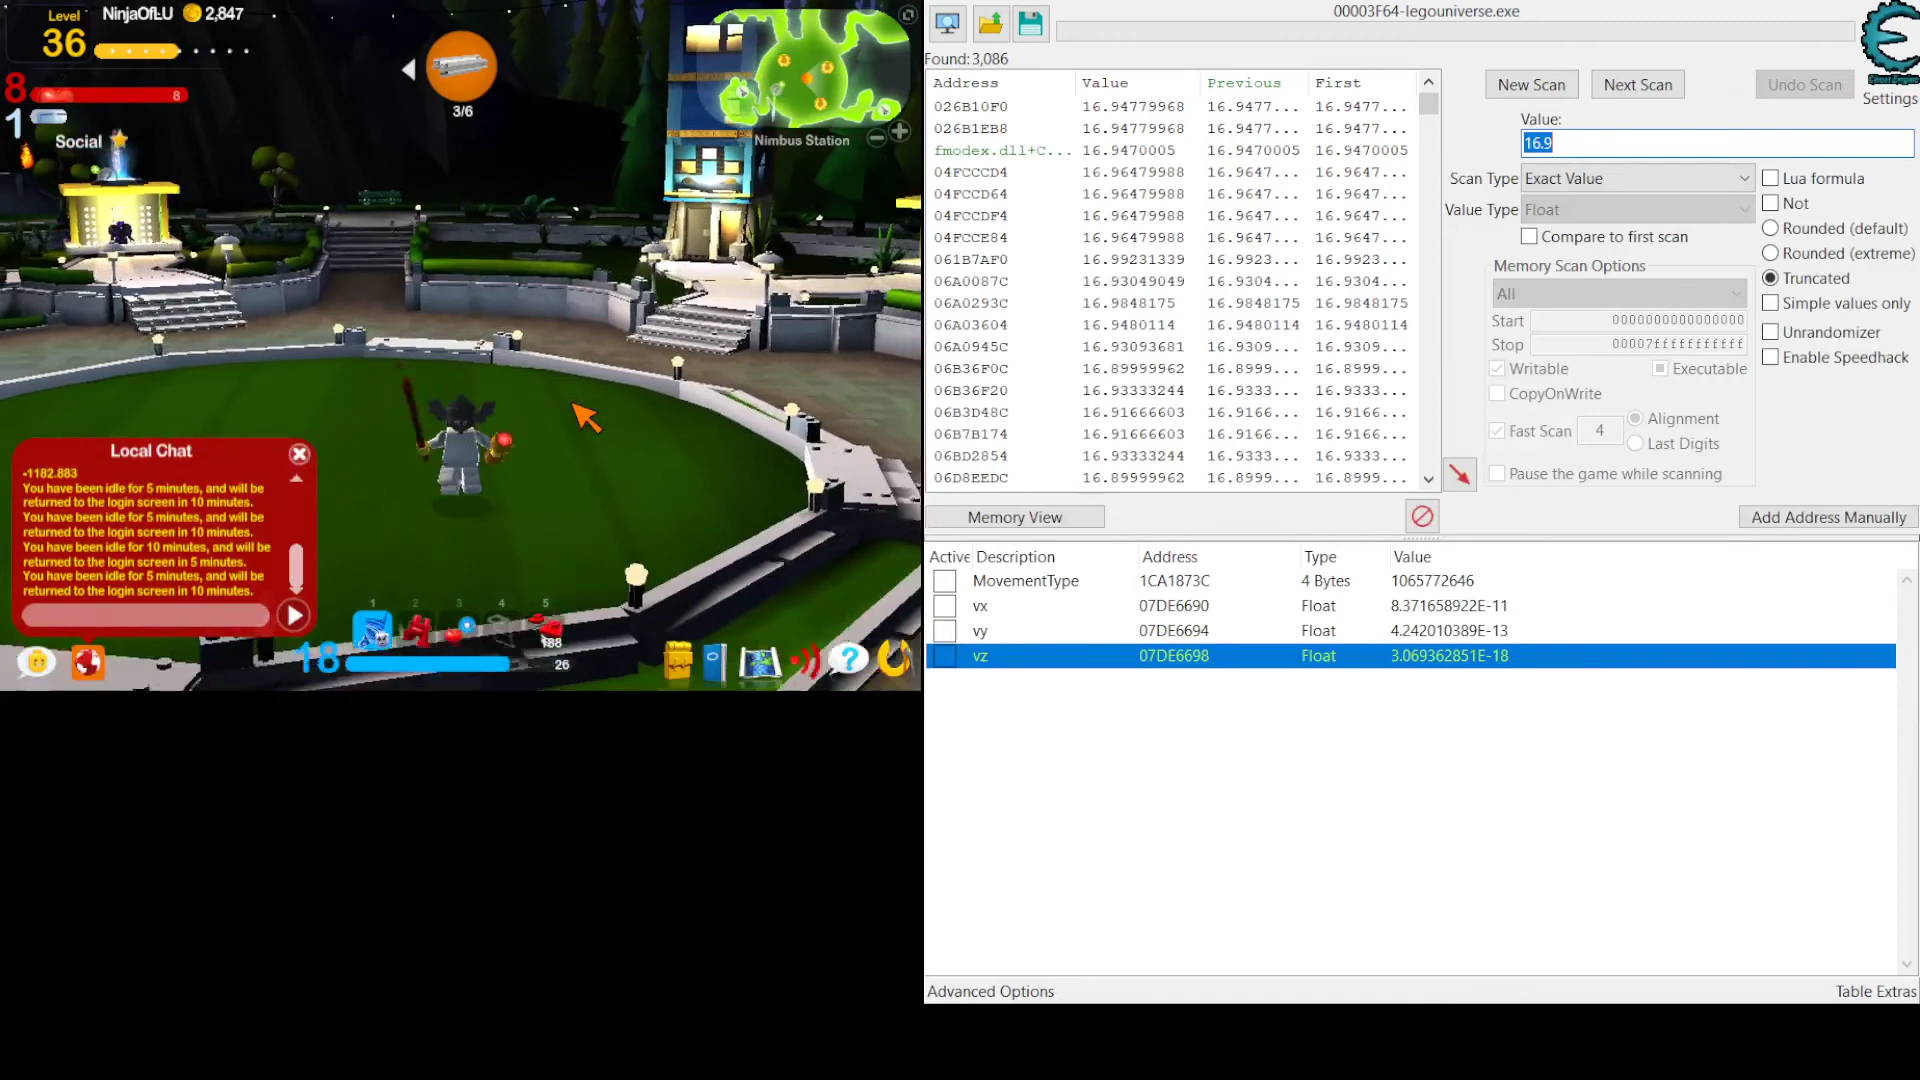 Level
36
NinjaOfLU
2,847
8
8
1
Social
3/6
Nimbus Station
Local Chat
-1182.883
You have been idle for 5 minutes, and will be
returned to the login screen in 10 minutes.
You have been idle for 5 minutes, and will be
returned to the login screen in 10 minutes.
You have been idle for 10 minutes, and will be
returned to the login screen in 5 minutes.
You have been idle for 5 minutes, and will be
returned to the login screen in 10 minutes.
1 2 3 4 5
188
18
26
00003F64-legouniverse.exe
Found: 3,086
Address Value Previous First
026B10F0 16.94779968 16.9477... 16.9477...
026B1EB8 16.94779968 16.9477... 16.9477...
fmodex.dll+C... 16.9470005 16.9470005 16.9470005
04FCCCD4 16.96479988 16.9647... 16.9647...
04FCCD64 16.96479988 16.9647... 16.9647...
04FCCDF4 16.96479988 16.9647... 16.9647...
04FCCE84 16.96479988 16.9647... 16.9647...
061B7AF0 16.99231339 16.9923... 16.9923...
06A0087C 16.93049049 16.9304... 16.9304...
06A0293C 16.9848175 16.9848175 16.9848175
06A03604 16.9480114 16.9480114 16.9480114
06A0945C 16.93093681 16.9309... 16.9309...
06B36F0C 16.89999962 16.8999... 16.8999...
06B36F20 16.93333244 16.9333... 16.9333...
06B3D48C 16.91666603 16.9166... 16.9166...
06B7B174 16.91666603 16.9166... 16.9166...
06BD2854 16.93333244 16.9333... 16.9333...
06D8EEDC 16.89999962 16.8999... 16.8999...
New Scan Next Scan Undo Scan
Cheat Engine
Settings
Value:
16.9
Scan Type Exact Value
Value Type Float
Compare to first scan
Lua formula
Not
Rounded (default)
Rounded (extreme)
Truncated
Simple values only
Unrandomizer
Enable Speedhack
Memory Scan Options
All
Start 0000000000000000
Stop 00007fffffffffff
Writable Executable
CopyOnWrite
Fast Scan 4 Alignment
Last Digits
Pause the game while scanning
Memory View
Add Address Manually
Active Description Address Type Value
MovementType 1CA1873C 4 Bytes 1065772646
vx 07DE6690 Float 8.371658922E-11
vy 07DE6694 Float 4.242010389E-13
vz 07DE6698 Float 3.069362851E-18
Advanced Options
Table Extras